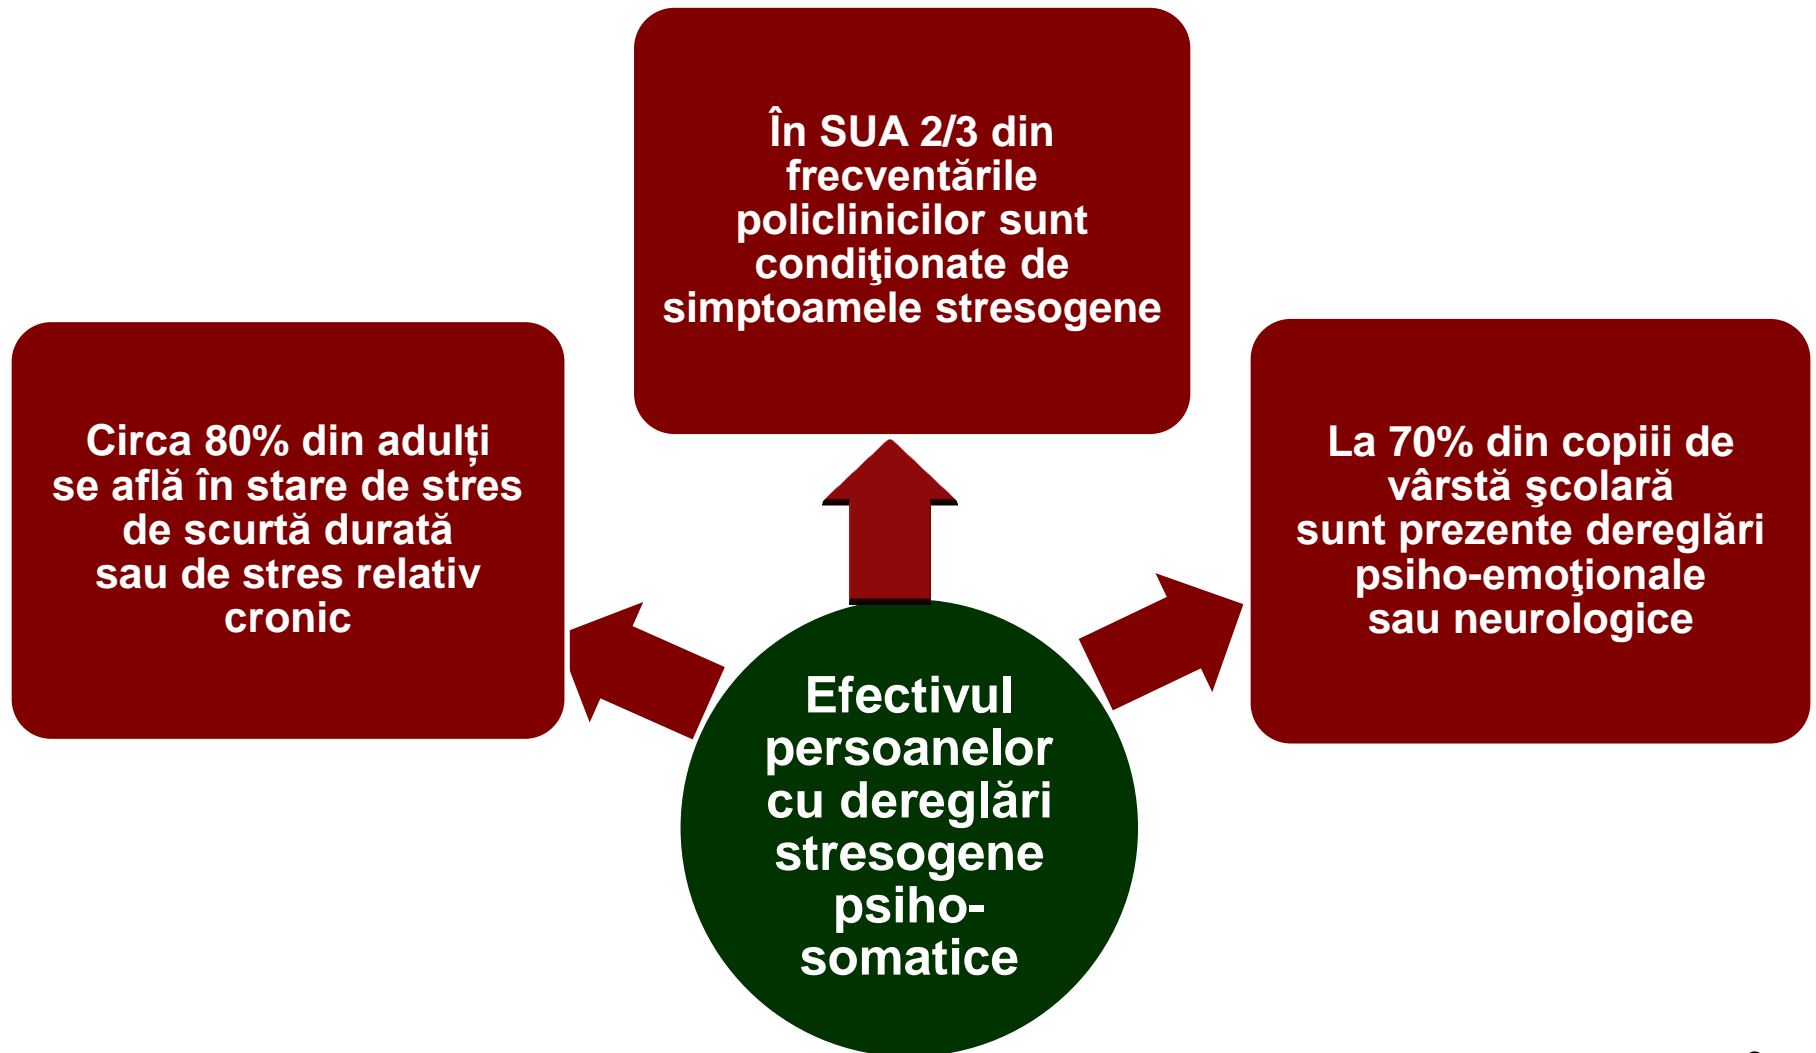 În SUA 2/3 din
frecventările
policlinicilor sunt
condiţionate de
simptoamele stresogene
Circa 80% din adulți
se află în stare de stres
de scurtă durată
sau de stres relativ
cronic
La 70% din copiii de
vârstă şcolară
sunt prezente dereglări
psiho-emoţionale
sau neurologice
Efectivul
persoanelor
cu dereglări
stresogene
psiho-
somatice